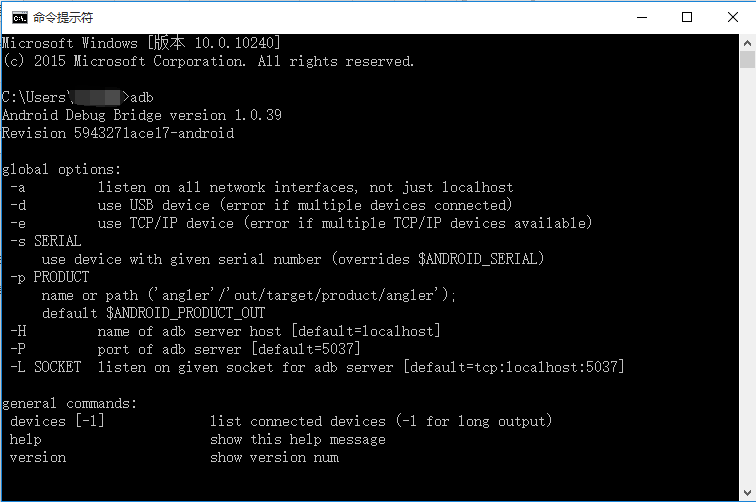 命令提示符
Microsoft Windows [版本 10.0.10240]
(c) 2015 Microsoft Corporation. All rights reserved.
C:\Users\ >adb
Android Debug Bridge version 1.0.39
Revision 5943271ace17-android
global options:
-a listen on all network interfaces, not just localhost
-d use USB device (error if multiple devices connected)
-e use TCP/IP device (error if multiple TCP/IP devices available)
-s SERIAL
use device with given serial number (overrides $ANDROID_SERIAL)
-p PRODUCT
name or path ('angler'/'out/target/product/angler');
default $ANDROID_PRODUCT_OUT
-H name of adb server host [default=localhost]
-P port of adb server [default=5037]
-L SOCKET listen on given socket for adb server [default=tcp:localhost:5037]
general commands:
devices [-l] list connected devices (-l for long output)
help show this help message
version show version num